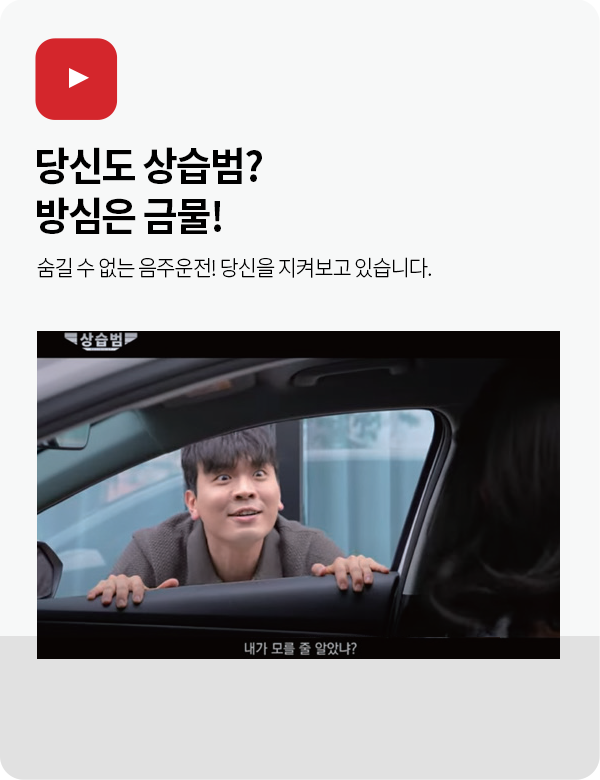 당신도 상습범?
방심은 금물!
숨길 수 없는 음주운전! 당신을 지켜보고 있습니다.
상습범
내가 모를 줄 알았냐?